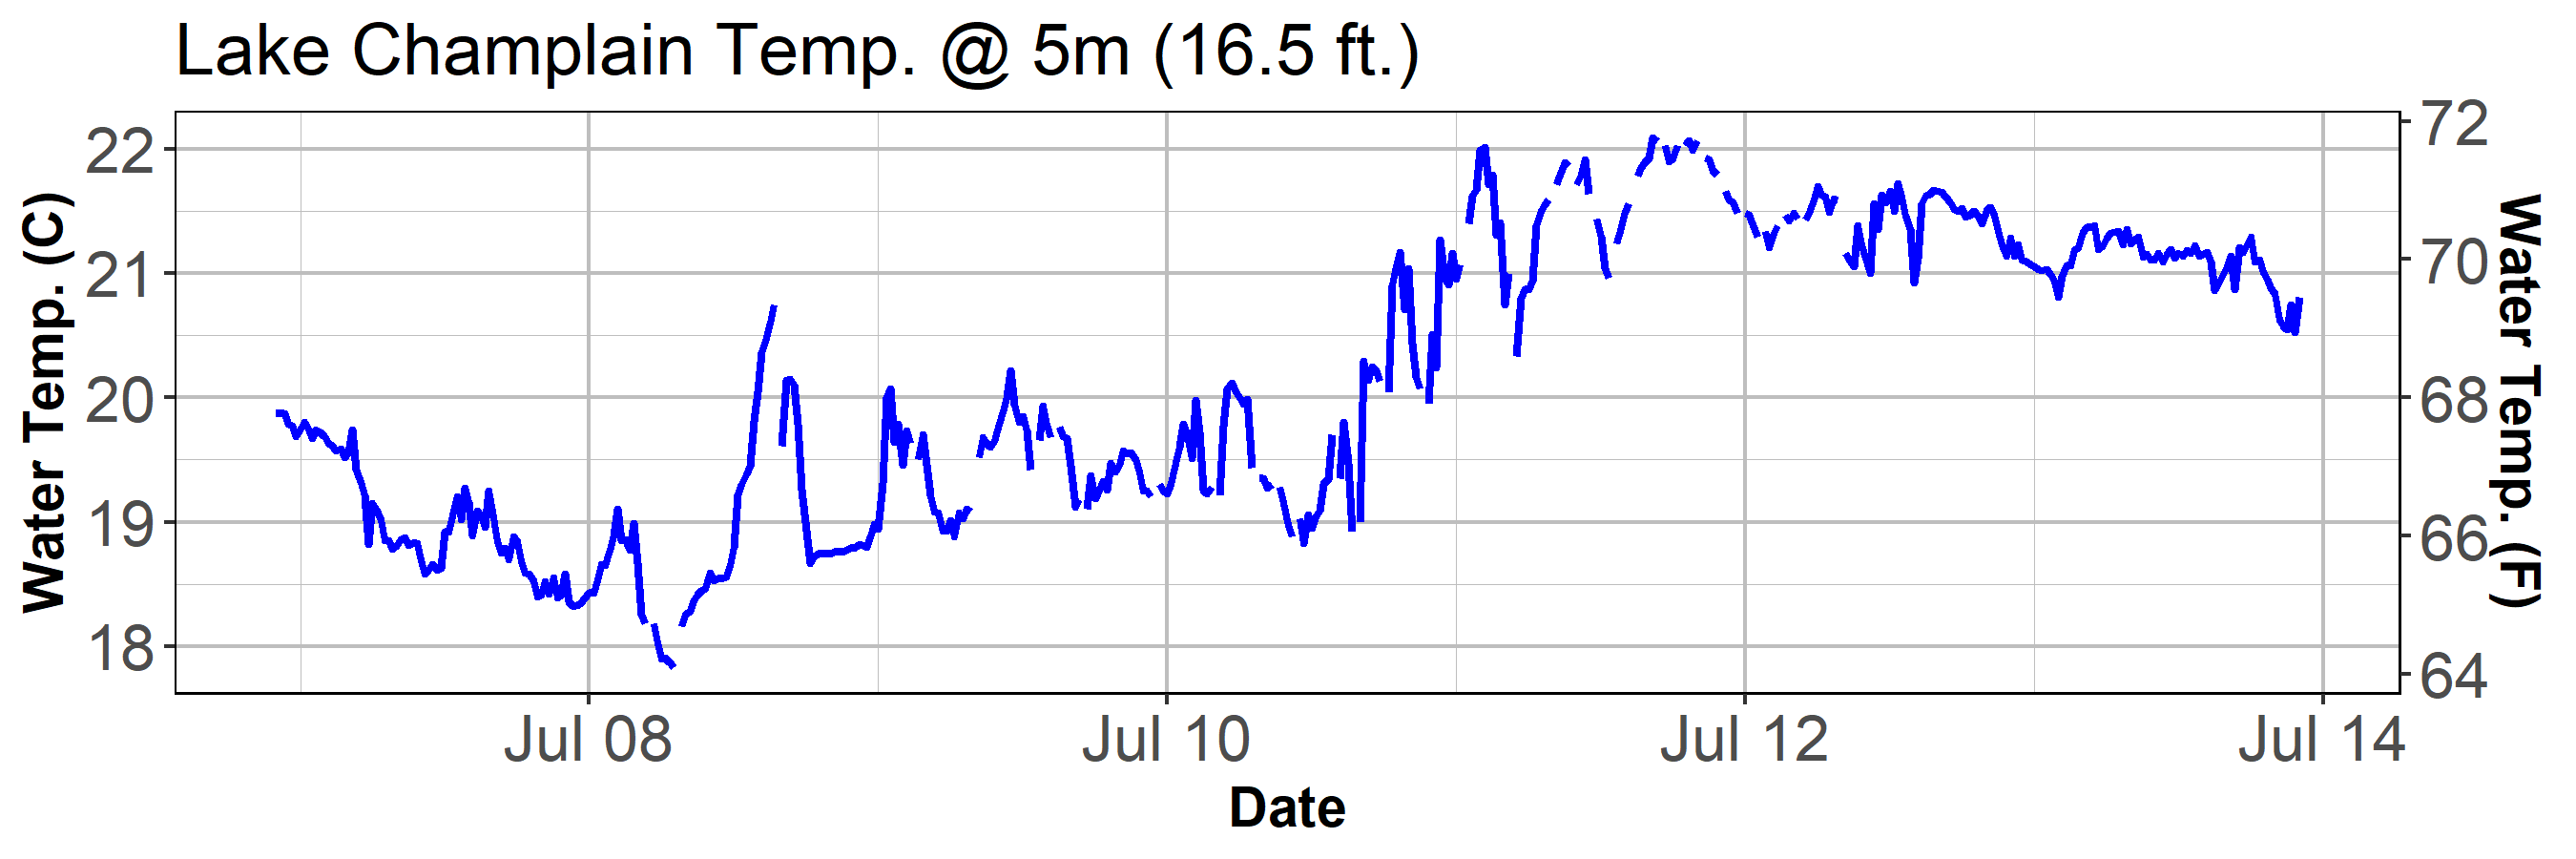 Lake Champlain Temp. @ 5m (16.5 ft.)
Water Temp. (C)
22
21
20
19
18
72
70
68
66
64
Water Temp. (F)
Jul 08
Jul 10
Jul 12
Jul 14
Date